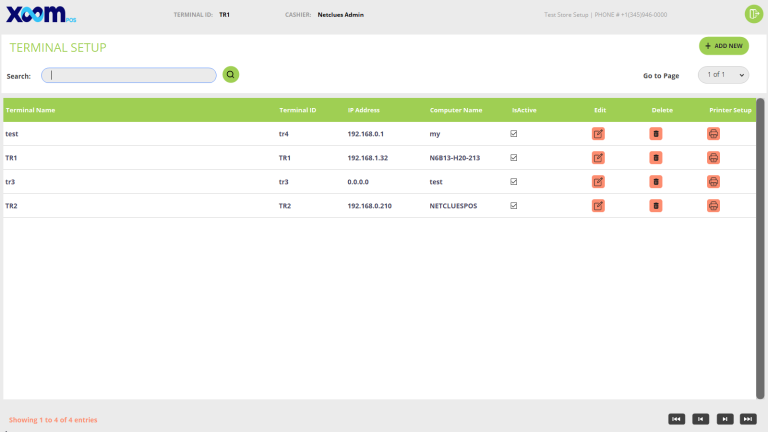 xoom POS TERMINAL ID: TR1 CASHIER: Netclues Admin Test Store Setup | PHONE # +1(345)946-0000
TERMINAL SETUP + ADD NEW
Search: Go to Page 1 of 1
Terminal Name Terminal ID IP Address Computer Name IsActive Edit Delete Printer Setup
test tr4 192.168.0.1 my
TR1 TR1 192.168.1.32 N6B13-H20-213
tr3 tr3 0.0.0.0 test
TR2 TR2 192.168.0.210 NETCLUESPOS
Showing 1 to 4 of 4 entries